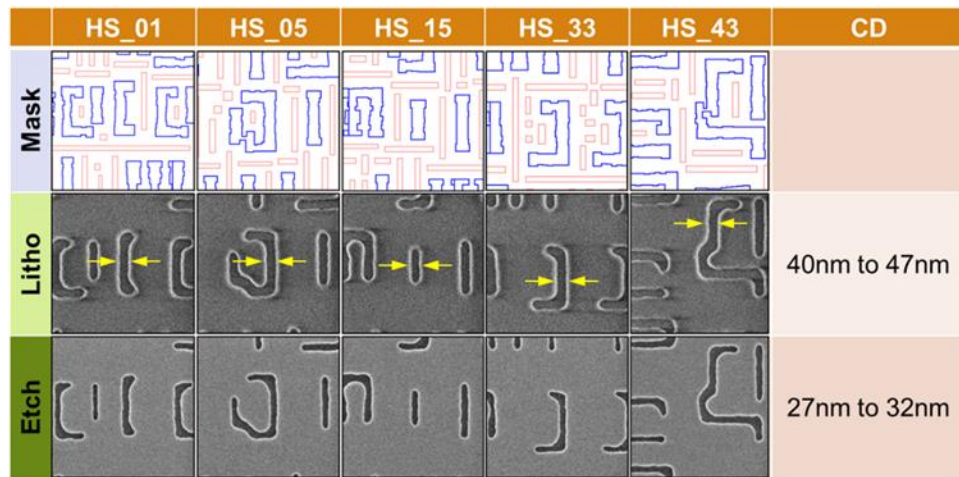 HS_01 HS_05 HS_15 HS_33 HS_43 CD
Mask
Litho 40nm to 47nm
Etch 27nm to 32nm